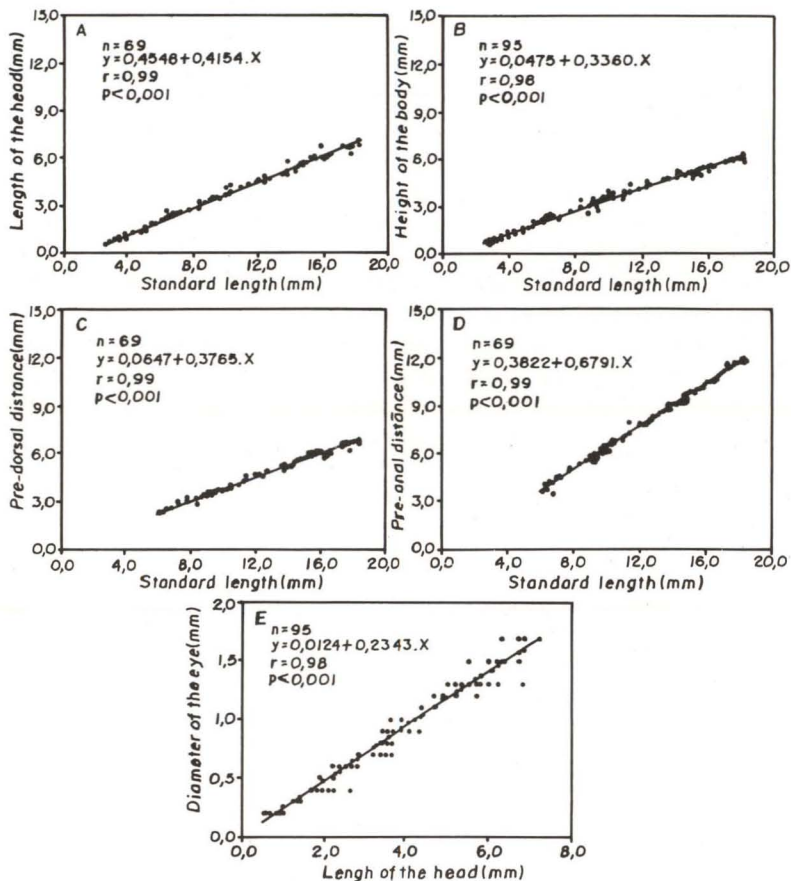 A
n=69
y=0,4548+0,4154.X
r=0,99
p<0,001
Length of the head(mm)
15,0
12,0
9,0
6,0
3,0
0,0
0,0 4,0 8,0 12,0 16,0 20,0
Standard length(mm)
B
n=95
y=0,0475+0,3360.X
r=0,98
p<0,001
Height of the body(mm)
15,0
12,0
9,0
6,0
3,0
0,0
0,0 4,0 8,0 12,0 16,0 20,0
Standard length(mm)
C
n=69
y=0,0647+0,3765.X
r=0,99
p<0,001
Pre-dorsal distance(mm)
15,0
12,0
9,0
6,0
3,0
0,0
0,0 4,0 8,0 12,0 16,0 20,0
Standard length(mm)
D
n=69
y=0,3822+0,6791.X
r=0,99
p<0,001
Pre-anal distance(mm)
15,0
12,0
9,0
6,0
3,0
0,0
0,0 4,0 8,0 12,0 16,0 20,0
Standard length(mm)
E
n=95
y=0,0124+0,2343.X
r=0,98
p<0,001
Diameter of the eye(mm)
2,0
1,5
1,0
0,5
0,0
0,0 2,0 4,0 6,0 8,0
Lengh of the head(mm)